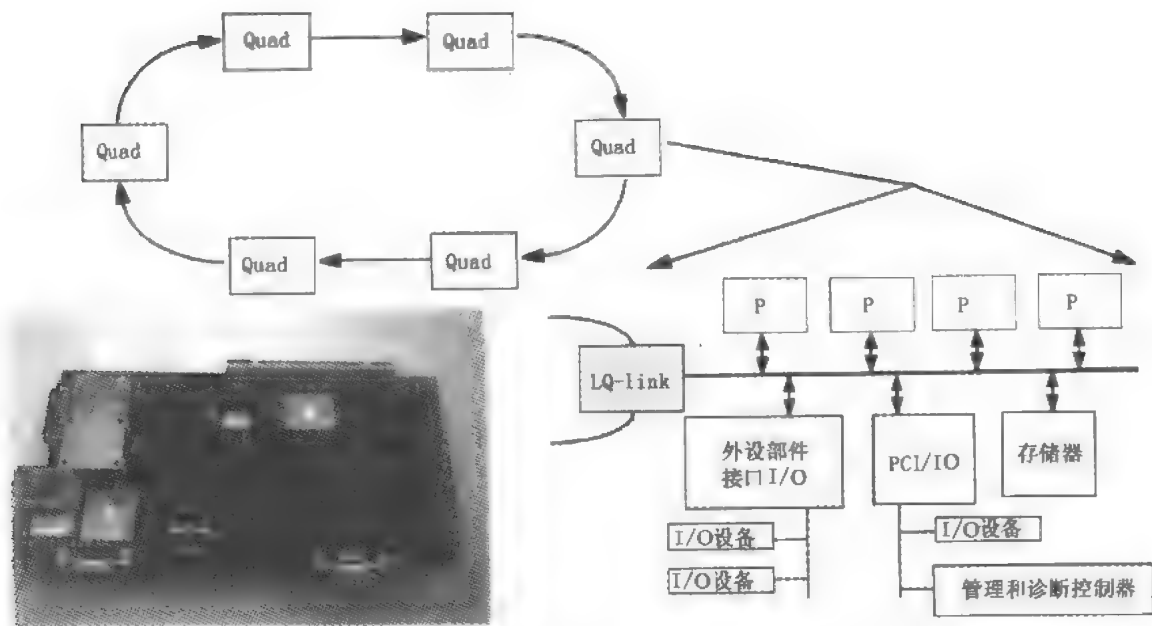 Quad
Quad
Quad
Quad
Quad
Quad
P
P
P
P
LQ-link
外设部件
接口I/O
PCI/IO
存储器
I/O设备
I/O设备
I/O设备
管理和诊断控制器